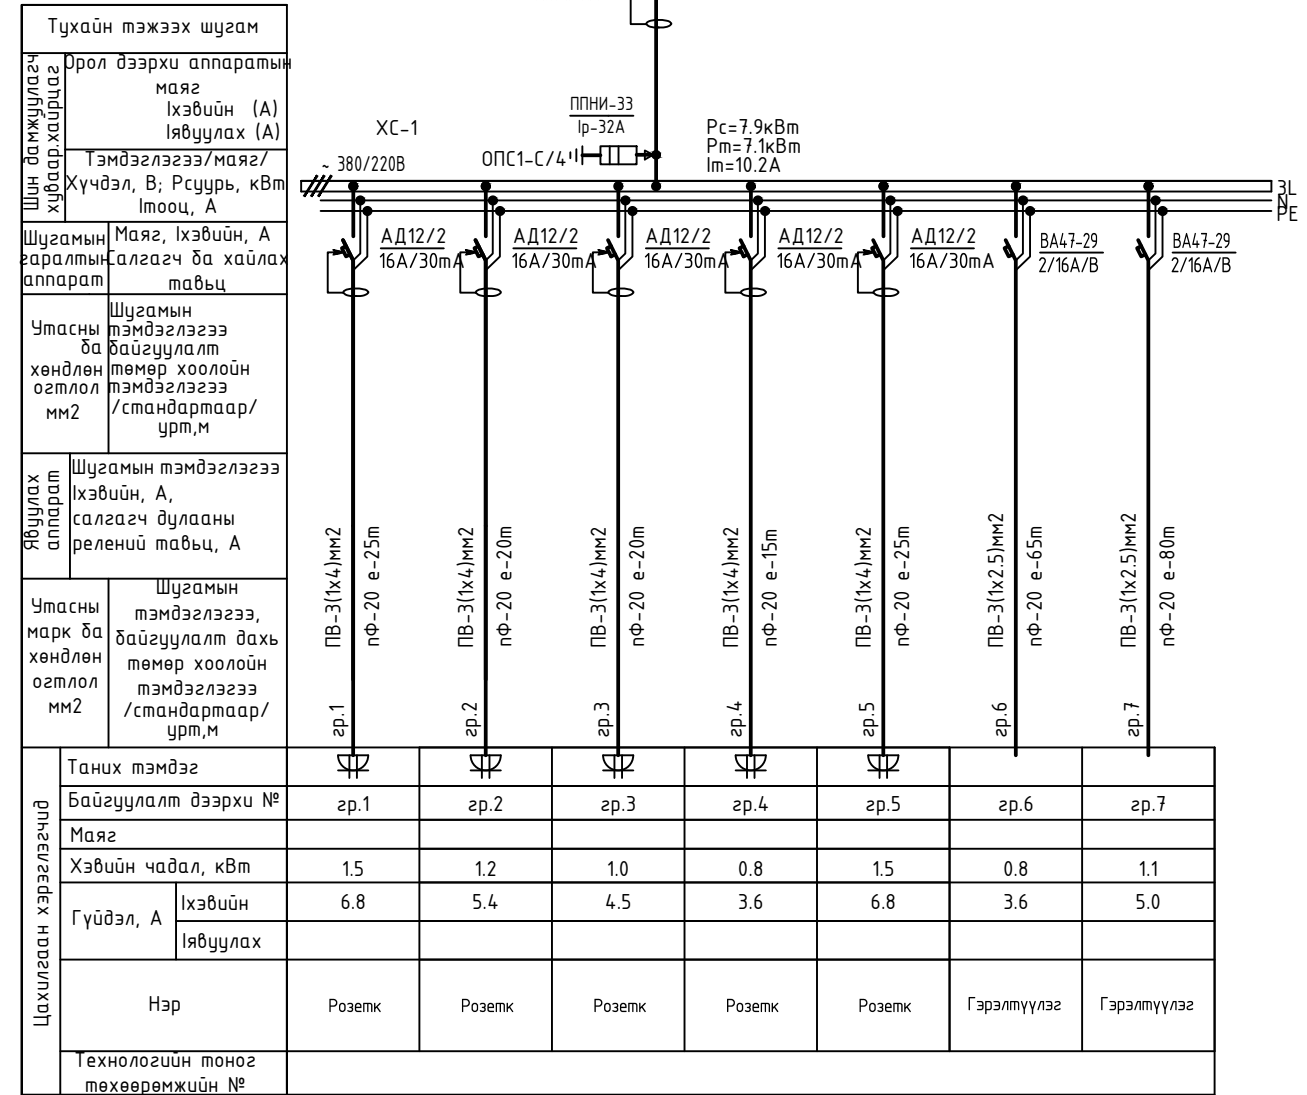 Тухайн тэжээх шугам
Шин дамжуулагч
хуваар.хайрцаг
Орол дээрхи аппаратын
маяг
Iхэвийн (А)
Iявуулах (А)
Тэмдэглэгээ/маяг/
Хүчдэл, В; Рсуурь, кВт
Iтооц, А
Шугамын
гаралтын
аппарат
Маяг, Iхэвийн, А
Салгагч ба хайлах
тавьц
Утасны
ба
хөндлөн
огтлол
мм2
Шугамын
тэмдэглэгээ
байгуулалт
төмөр хоолойн
тэмдэглэгээ
/стандартаар/
урт,м
Явуулах
аппарат
Шугамын тэмдэглэгээ
Iхэвийн, А,
салгагч дулааны
релений тавьц, А
Утасны
марк ба
хөндлөн
огтлол
мм2
Шугамын
тэмдэглэгээ,
байгуулалт дахь
төмөр хоолойн
тэмдэглэгээ
/стандартаар/
урт,м
ХС-1
~ 380/220В
ППНИ-33
Iр-32А
ОПС1-С/4
Рс=7.9кВт
Рт=7.1кВт
Iт=10.2А
3L
N
PE
АД12/2
16А/30mA
АД12/2
16А/30mA
АД12/2
16А/30mA
АД12/2
16А/30mA
АД12/2
16А/30mA
ВА47-29
2/16А/В
ВА47-29
2/16А/В
ПВ-3(1х4)мм2
пФ-20 е-25m
гр.1
ПВ-3(1х4)мм2
пФ-20 е-20m
гр.2
ПВ-3(1х4)мм2
пФ-20 е-20m
гр.3
ПВ-3(1х4)мм2
пФ-20 е-15m
гр.4
ПВ-3(1х4)мм2
пФ-20 е-25m
гр.5
ПВ-3(1х2.5)мм2
пФ-20 е-65m
гр.6
ПВ-3(1х2.5)мм2
пФ-20 е-80m
гр.7
Цахилгаан хэрэглэгчид
Таних тэмдэг
Байгуулалт дээрхи № гр.1 гр.2 гр.3 гр.4 гр.5 гр.6 гр.7
Маяг
Хэвийн чадал, кВт 1.5 1.2 1.0 0.8 1.5 0.8 1.1
Гүйдэл, А
Iхэвийн 6.8 5.4 4.5 3.6 6.8 3.6 5.0
Iявуулах
Нэр Розетк Розетк Розетк Розетк Розетк Гэрэлтүүлэг Гэрэлтүүлэг
Технологийн тоног
төхөөрөмжийн №